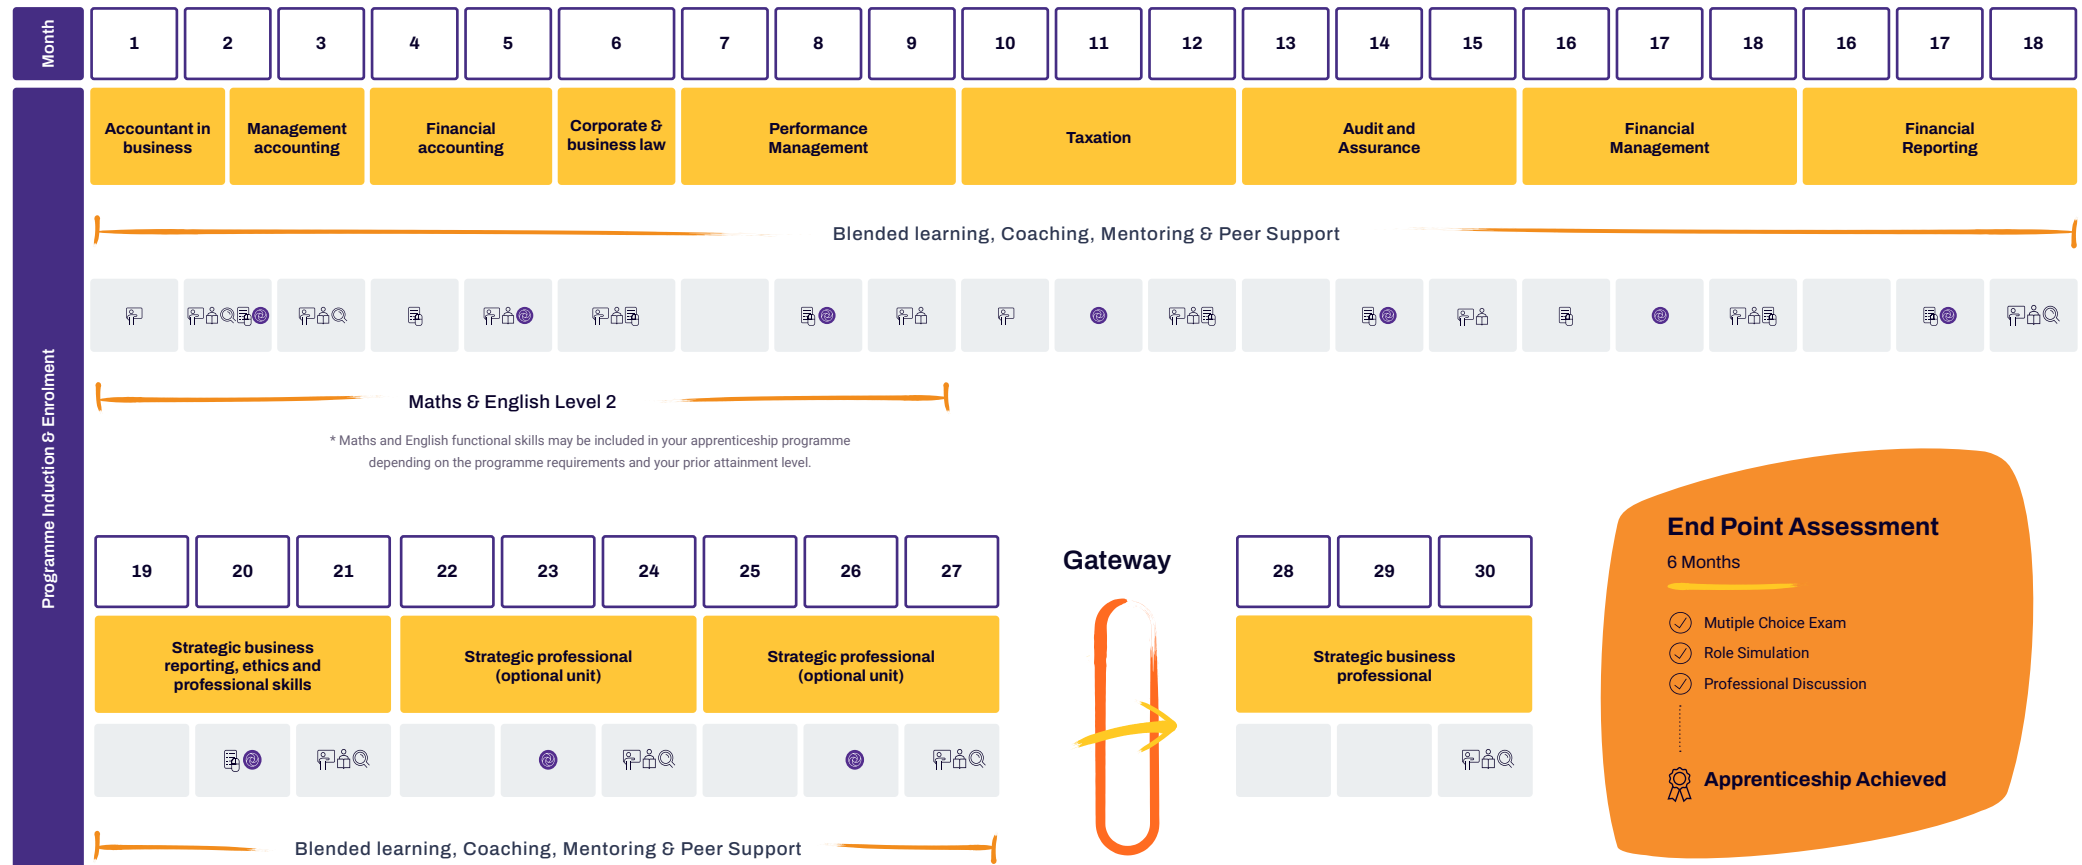 Month
1
2
3
4
5
6
7
8
9
10
11
12
13
14
15
16
17
18
16
17
18
Programme Induction & Enrolment
Accountant in
business
Management
accounting
Financial
accounting
Corporate &
business law
Performance
Management
Taxation
Audit and
Assurance
Financial
Management
Financial
Reporting
Blended learning, Coaching, Mentoring & Peer Support
Maths & English Level 2
* Maths and English functional skills may be included in your apprenticeship programme
depending on the programme requirements and your prior attainment level.
19
20
21
22
23
24
25
26
27
Strategic business
reporting, ethics and
professional skills
Strategic professional
(optional unit)
Strategic professional
(optional unit)
Blended learning, Coaching, Mentoring & Peer Support
Gateway
28
29
30
Strategic business
professional
End Point Assessment
6 Months
Mutiple Choice Exam
Role Simulation
Professional Discussion
Apprenticeship Achieved